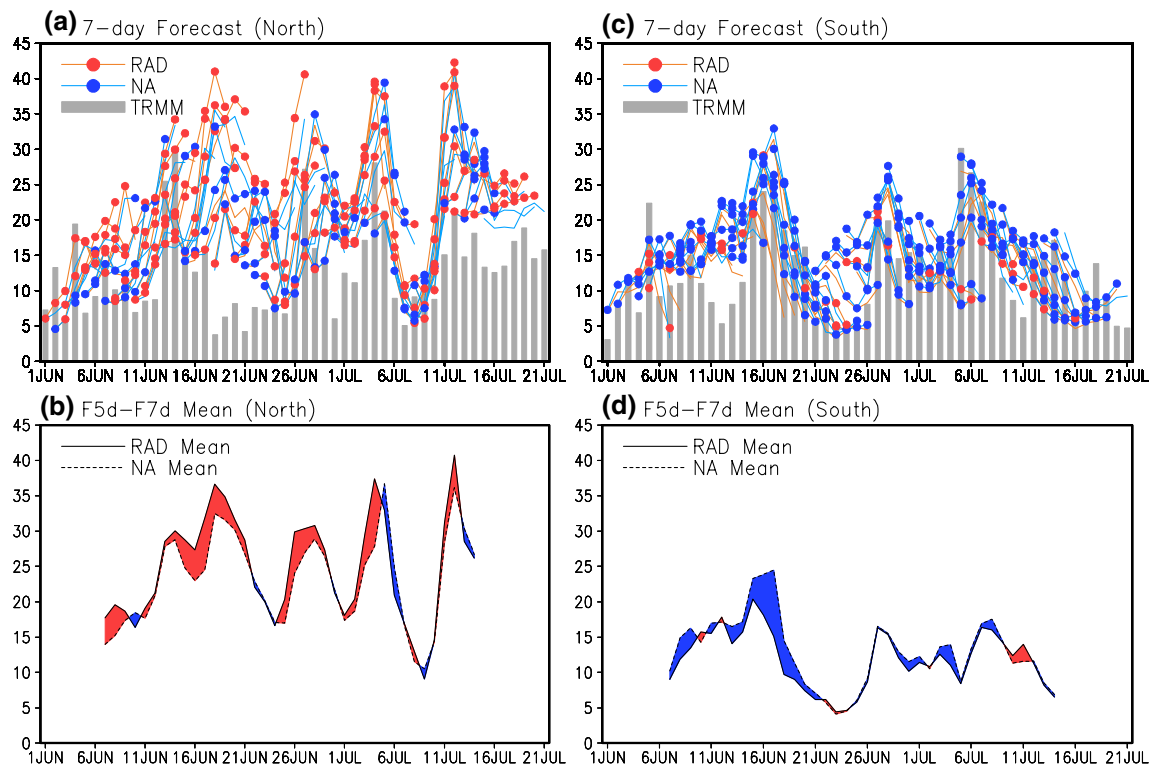 (a) 7-day Forecast (North)
45
40
35
30
25
20
15
10
5
0
RAD
NA
TRMM
1JUN 6JUN 11JUN 16JUN 21JUN 26JUN 1JUL 6JUL 11JUL 16JUL 21JUL
(c) 7-day Forecast (South)
45
40
35
30
25
20
15
10
5
0
RAD
NA
TRMM
1JUN 6JUN 11JUN 16JUN 21JUN 26JUN 1JUL 6JUL 11JUL 16JUL 21JUL
(b) F5d-F7d Mean (North)
45
40
35
30
25
20
15
10
5
0
RAD Mean
NA Mean
1JUN 6JUN 11JUN 16JUN 21JUN 26JUN 1JUL 6JUL 11JUL 16JUL 21JUL
(d) F5d-F7d Mean (South)
45
40
35
30
25
20
15
10
5
0
RAD Mean
NA Mean
1JUN 6JUN 11JUN 16JUN 21JUN 26JUN 1JUL 6JUL 11JUL 16JUL 21JUL